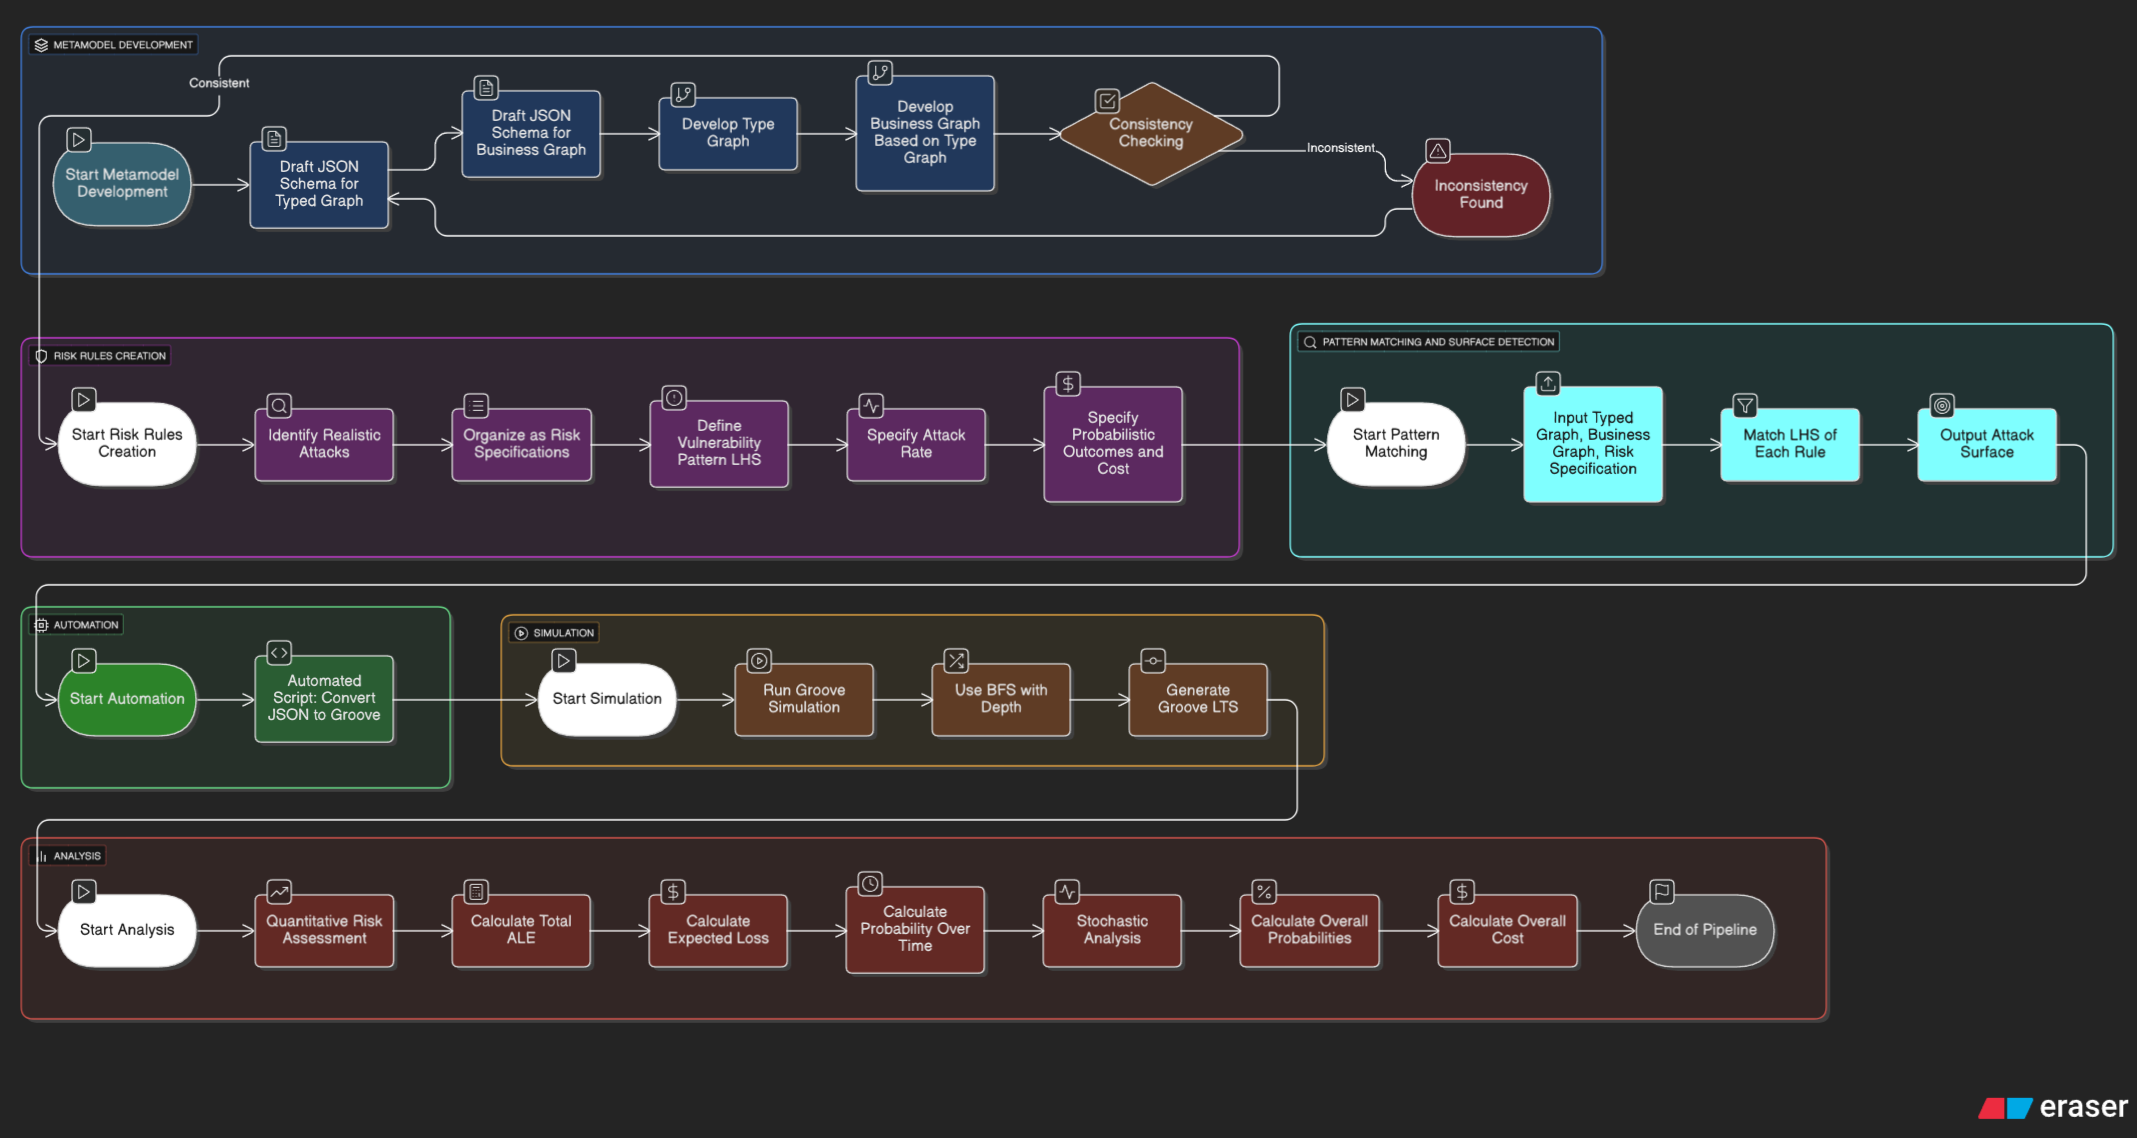 METAMODEL DEVELOPMENT
Consistent
Start Metamodel
Development
Draft JSON
Schema for
Typed Graph
Draft JSON
Schema for
Business Graph
Develop Type
Graph
Develop
Business Graph
Based on Type
Graph
Consistency
Checking
Inconsistent
Inconsistency
Found
RISK RULES CREATION
Start Risk Rules
Creation
Identify Realistic
Attacks
Organize as Risk
Specifications
Define
Vulnerability
Pattern LHS
Specify Attack
Rate
Specify
Probabilistic
Outcomes and
Cost
PATTERN MATCHING AND SURFACE DETECTION
Start Pattern
Matching
Input Typed
Graph, Business
Graph, Risk
Specification
Match LHS of
Each Rule
Output Attack
Surface
AUTOMATION
Start Automation
Automated
Script: Convert
JSON to Groove
SIMULATION
Start Simulation
Run Groove
Simulation
Use BFS with
Depth
Generate
Groove LTS
ANALYSIS
Start Analysis
Quantitative Risk
Assessment
Calculate Total
ALE
Calculate
Expected Loss
Calculate
Probability Over
Time
Stochastic
Analysis
Calculate Overall
Probabilities
Calculate Overall
Cost
End of Pipeline
eraser